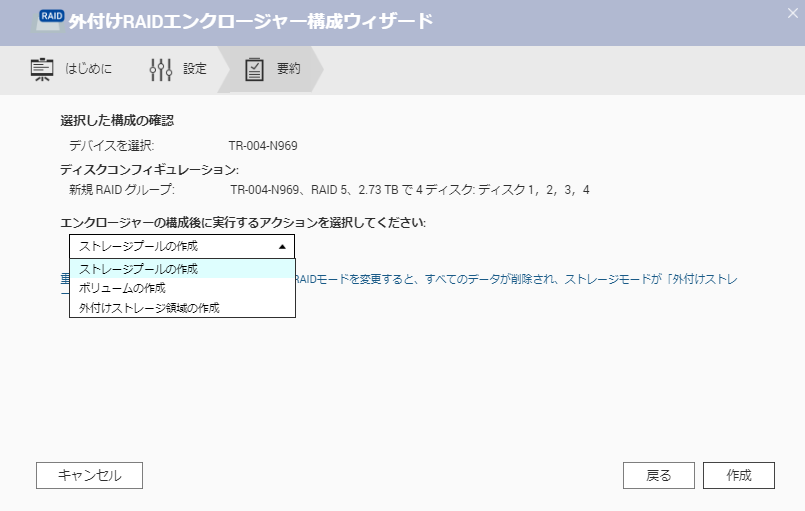 RAID 外付けRAIDエンクロージャー構成ウィザード
はじめに 設定 要約
選択した構成の確認
デバイスを選択: TR-004-N969
ディスクコンフィギュレーション:
新規 RAID グループ: TR-004-N969、RAID 5、2.73 TB で 4 ディスク: ディスク 1，2，3，4
エンクロージャーの構成後に実行するアクションを選択してください:
ストレージプールの作成
ストレージプールの作成
重 RAIDモードを変更すると、すべてのデータが削除され、ストレージモードが「外付けストレ
ボリュームの作成
外付けストレージ領域の作成
キャンセル 戻る 作成